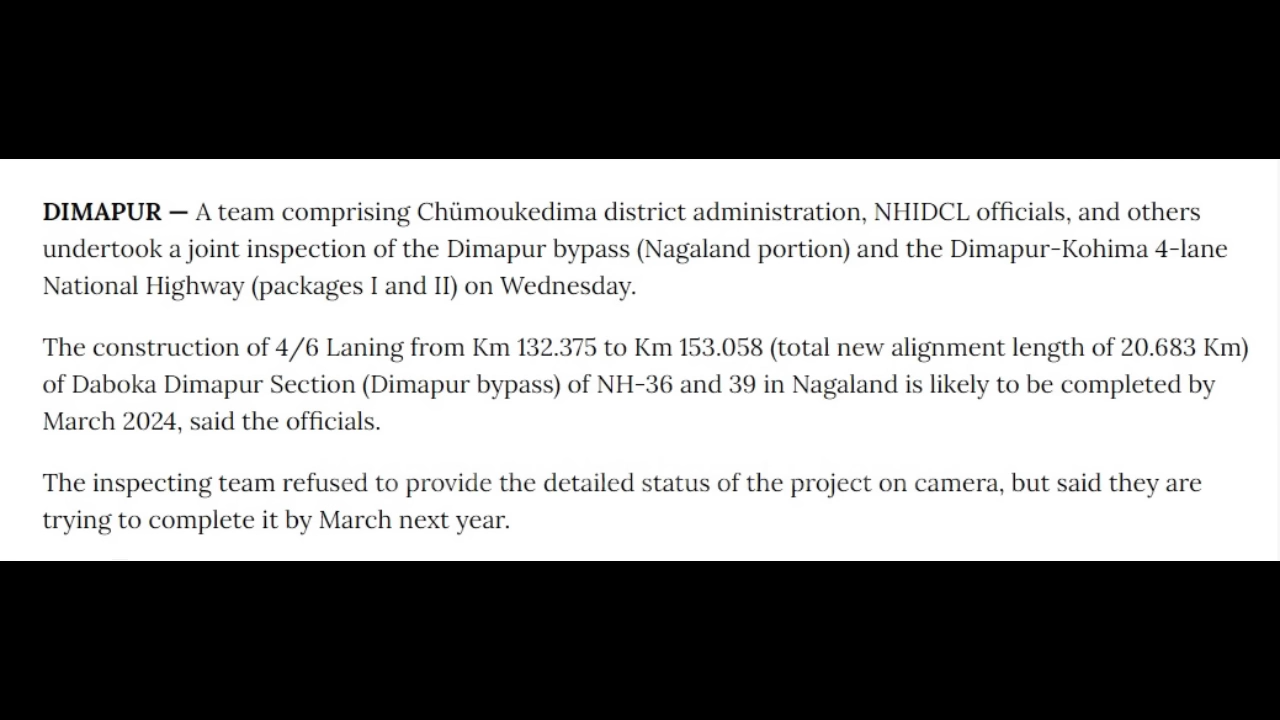 DIMAPUR — A team comprising Chümoukedima district administration, NHIDCL officials, and others
undertook a joint inspection of the Dimapur bypass (Nagaland portion) and the Dimapur-Kohima 4-lane
National Highway (packages I and II) on Wednesday.
The construction of 4/6 Laning from Km 132.375 to Km 153.058 (total new alignment length of 20.683 Km)
of Daboka Dimapur Section (Dimapur bypass) of NH-36 and 39 in Nagaland is likely to be completed by
March 2024, said the officials.
The inspecting team refused to provide the detailed status of the project on camera, but said they are
trying to complete it by March next year.